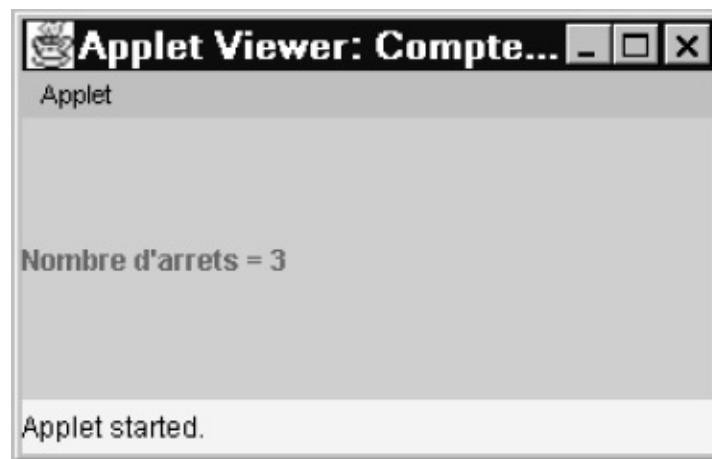 Applet Viewer: Compte...
Applet
Nombre d'arrets = 3
Applet started.